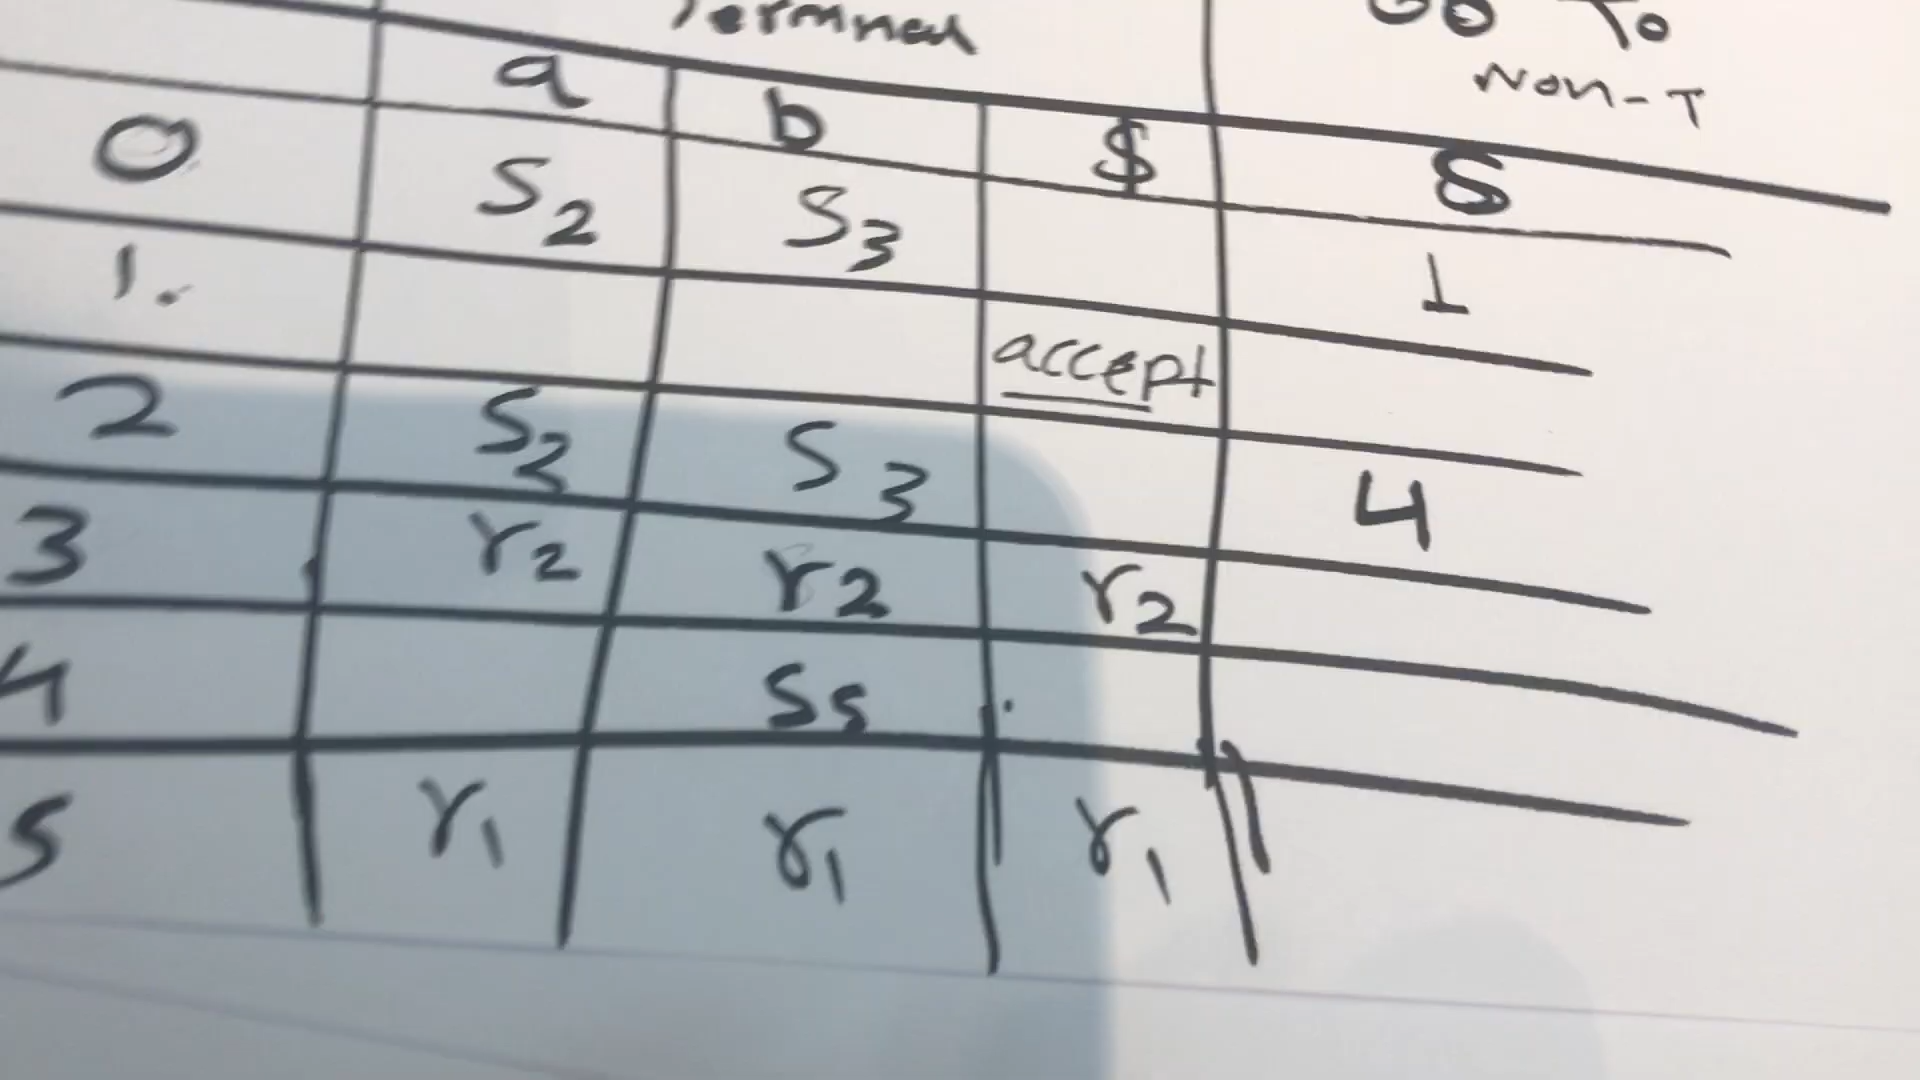 Terminal Go To
Non-T
a b $ S
0 S2 S3 1
1. accept
2 S2 S3 4
3 r2 r2 r2
4 S5
5 r1 r1 r1